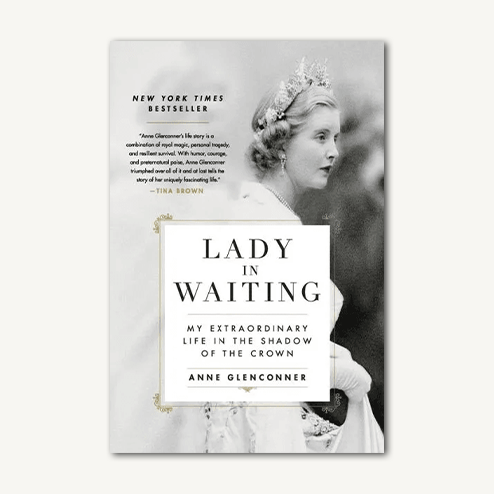 NEW YORK TIMES
BESTSELLER
"Anne Glenconner's life story is a
combination of royal magic, personal tragedy,
and resilient survival. With humor, courage,
and preternatural poise, Anne Glenconner
triumphed over all of it and at last tells the
story of her uniquely fascinating life."
—TINA BROWN
LADY
IN
WAITING
MY EXTRAORDINARY
LIFE IN THE SHADOW
OF THE CROWN
ANNE GLENCONNER